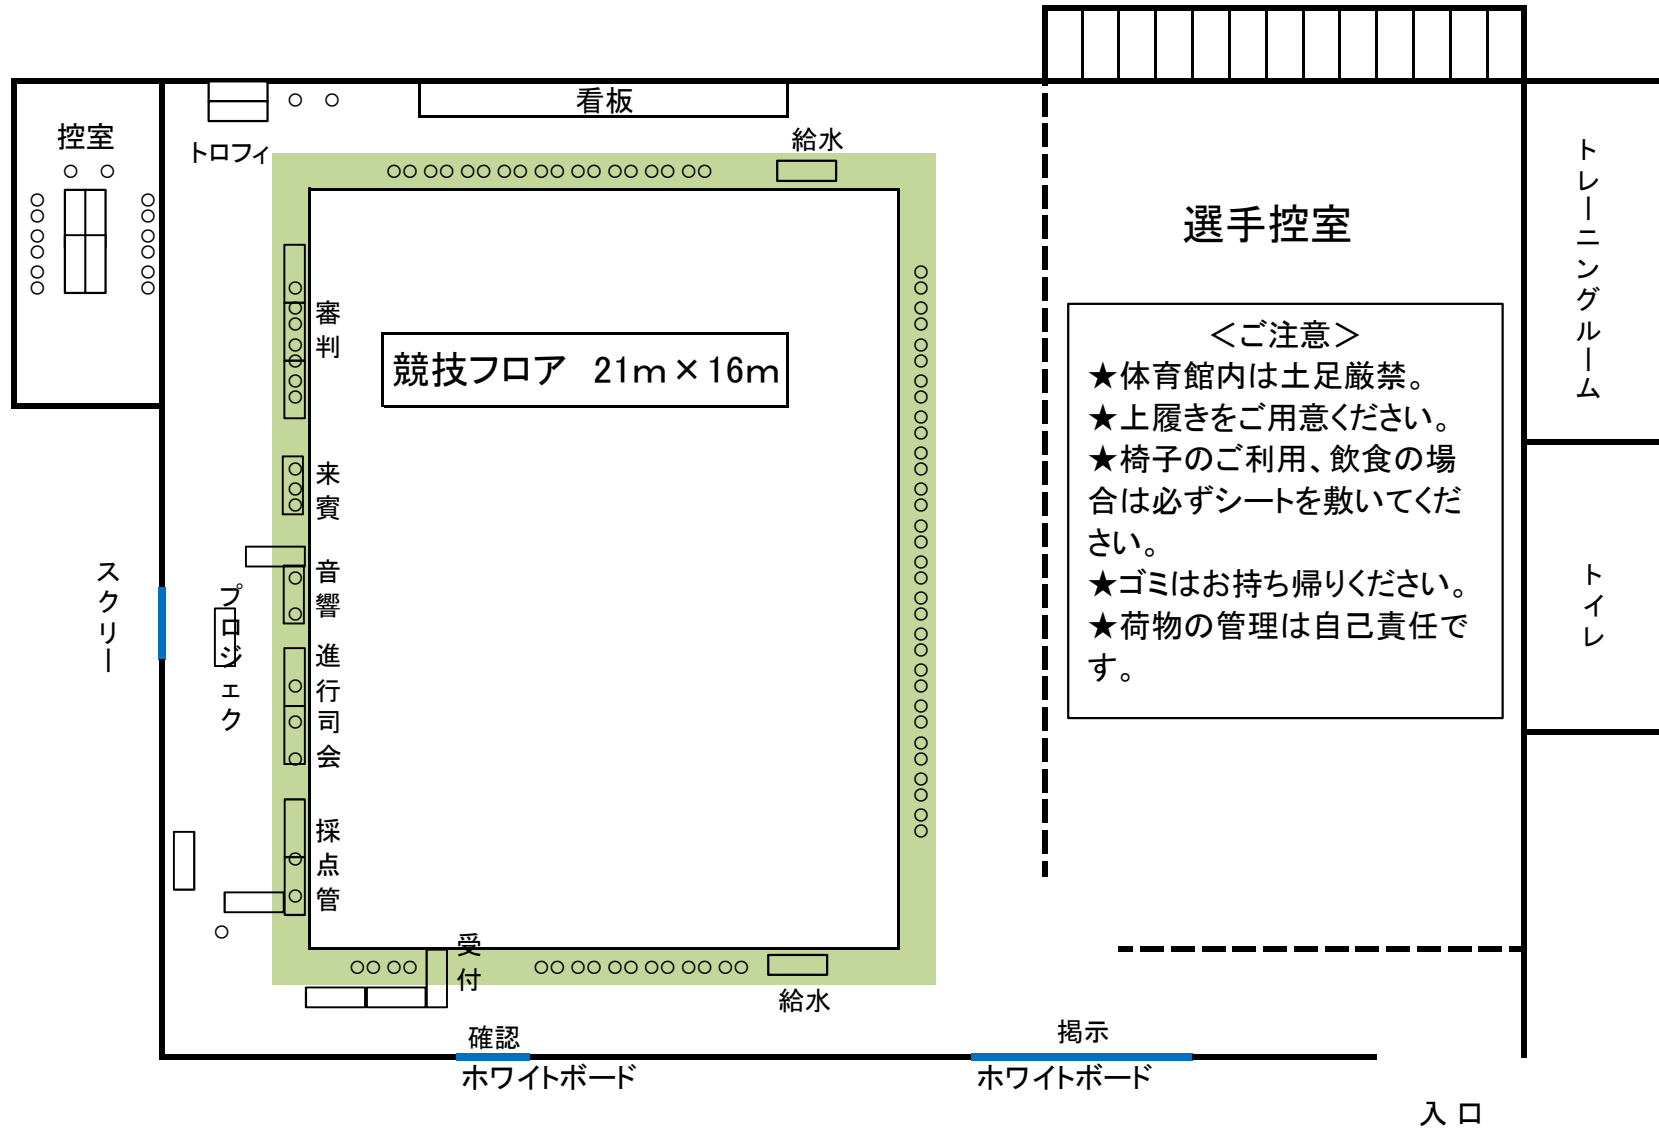 看板
控室
トロフィ
給水
選手控室
トレーニングルーム
審判
競技フロア 21m×16m
＜ご注意＞
★体育館内は土足厳禁。
★上履きをご用意ください。
★椅子のご利用、飲食の場
合は必ずシートを敷いてくだ
さい。
★ゴミはお持ち帰りください。
★荷物の管理は自己責任で
す。
来賓
音響
スクリー
プロジェク
トイレ
進行
司会
採点管
受付
給水
確認
掲示
ホワイトボード
ホワイトボード
入口